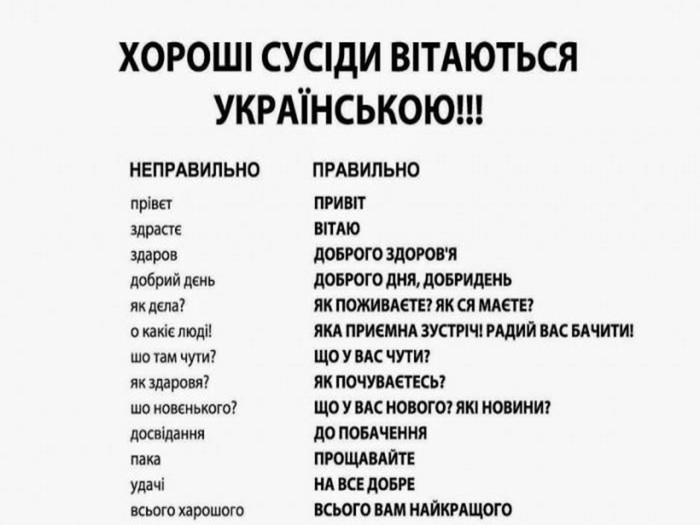 ХОРОШІ СУСІДИ ВІТАЮТЬСЯ
УКРАЇНСЬКОЮ!!!
НЕПРАВИЛЬНО ПРАВИЛЬНО
прівєт ПРИВІТ
здрастє ВІТАЮ
здаров ДОБРОГО ЗДОРОВ'Я
добрий дєнь ДОБРОГО ДНЯ, ДОБРИДЕНЬ
як дєла? ЯК ПОЖИВАЄТЕ? ЯК СЯ МАЄТЕ?
о какіє люді! ЯКА ПРИЄМНА ЗУСТРІЧ! РАДИЙ ВАС БАЧИТИ!
шо там чути? ЩО У ВАС ЧУТИ?
як здаровя? ЯК ПОЧУВАЄТЕСЬ?
шо новєнького? ЩО У ВАС НОВОГО? ЯКІ НОВИНИ?
досвідання ДО ПОБАЧЕННЯ
пака ПРОЩАВАЙТЕ
удачі НА ВСЕ ДОБРЕ
всього харошого ВСЬОГО ВАМ НАЙКРАЩОГО